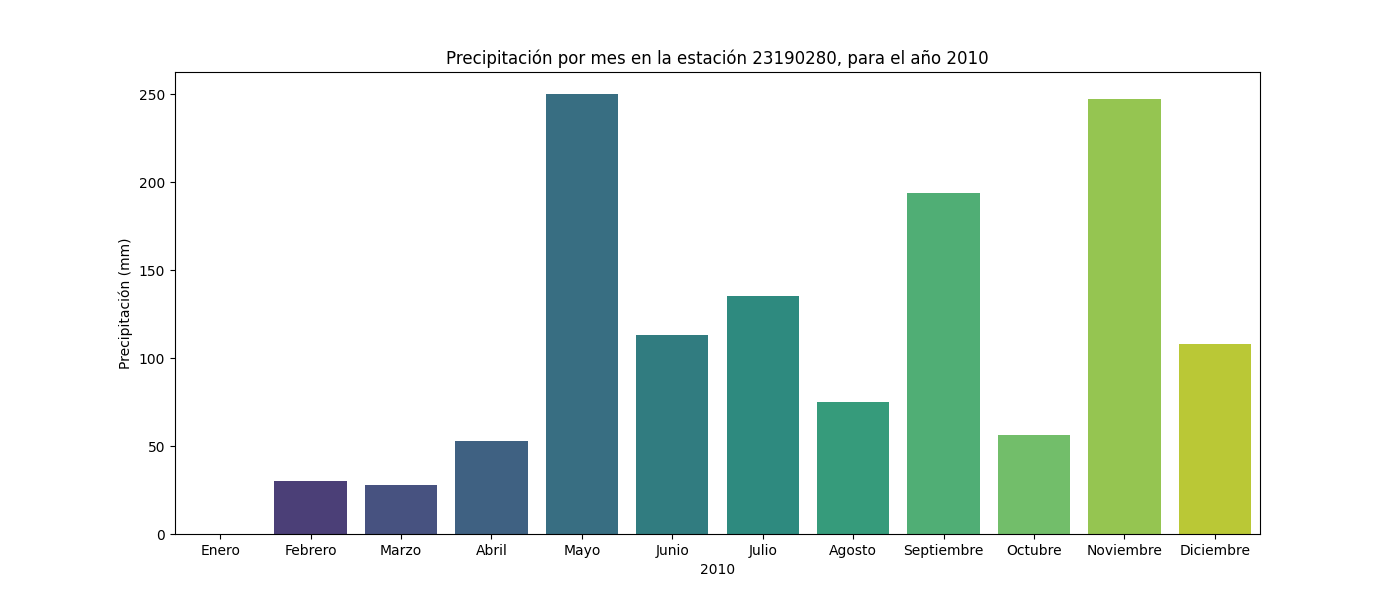 Precipitación por mes en la estación 23190280, para el año 2010
Precipitación (mm)
250
200
150
100
50
0
Enero Febrero Marzo Abril Mayo Junio Julio Agosto Septiembre Octubre Noviembre Diciembre
2010